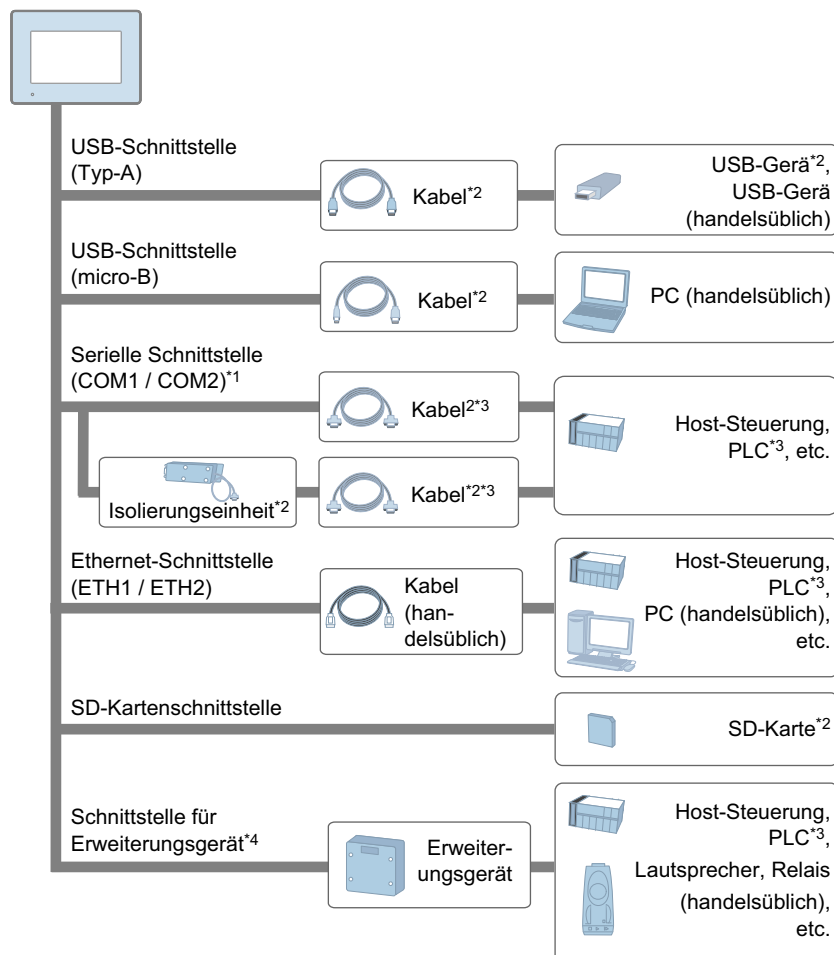 USB-Schnittstelle
(Typ-A)
Kabel*2
USB-Gerä*2,
USB-Gerä
(handelsüblich)
USB-Schnittstelle
(micro-B)
Kabel*2
PC (handelsüblich)
Serielle Schnittstelle
(COM1 / COM2)*1
Kabel2*3
Host-Steuerung,
PLC*3, etc.
Isolierungseinheit*2
Kabel*2*3
Ethernet-Schnittstelle
(ETH1 / ETH2)
Kabel
(han-
delsüblich)
Host-Steuerung,
PLC*3,
PC (handelsüblich),
etc.
SD-Kartenschnittstelle
SD-Karte*2
Schnittstelle für
Erweiterungsgerät*4
Erweiter-
ungsgerät
Host-Steuerung,
PLC*3,
Lautsprecher, Relais
(handelsüblich),
etc.